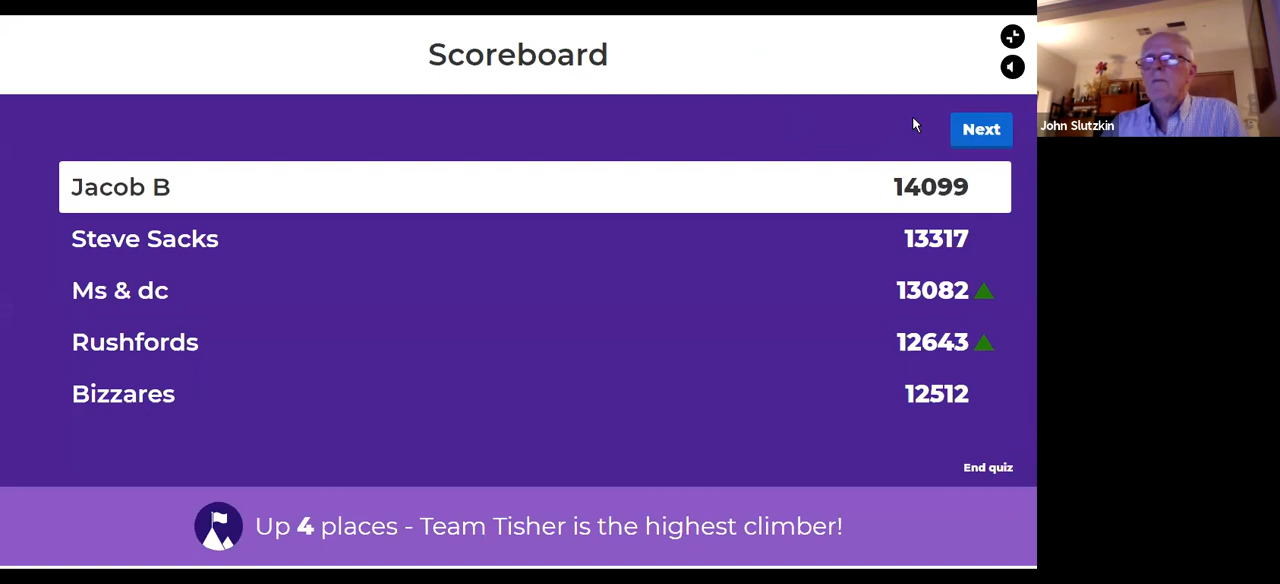 Scoreboard
Next
John Slutzkin
Jacob B 14099
Steve Sacks 13317
Ms & dc 13082
Rushfords 12643
Bizzares 12512
End quiz
Up 4 places - Team Tisher is the highest climber!